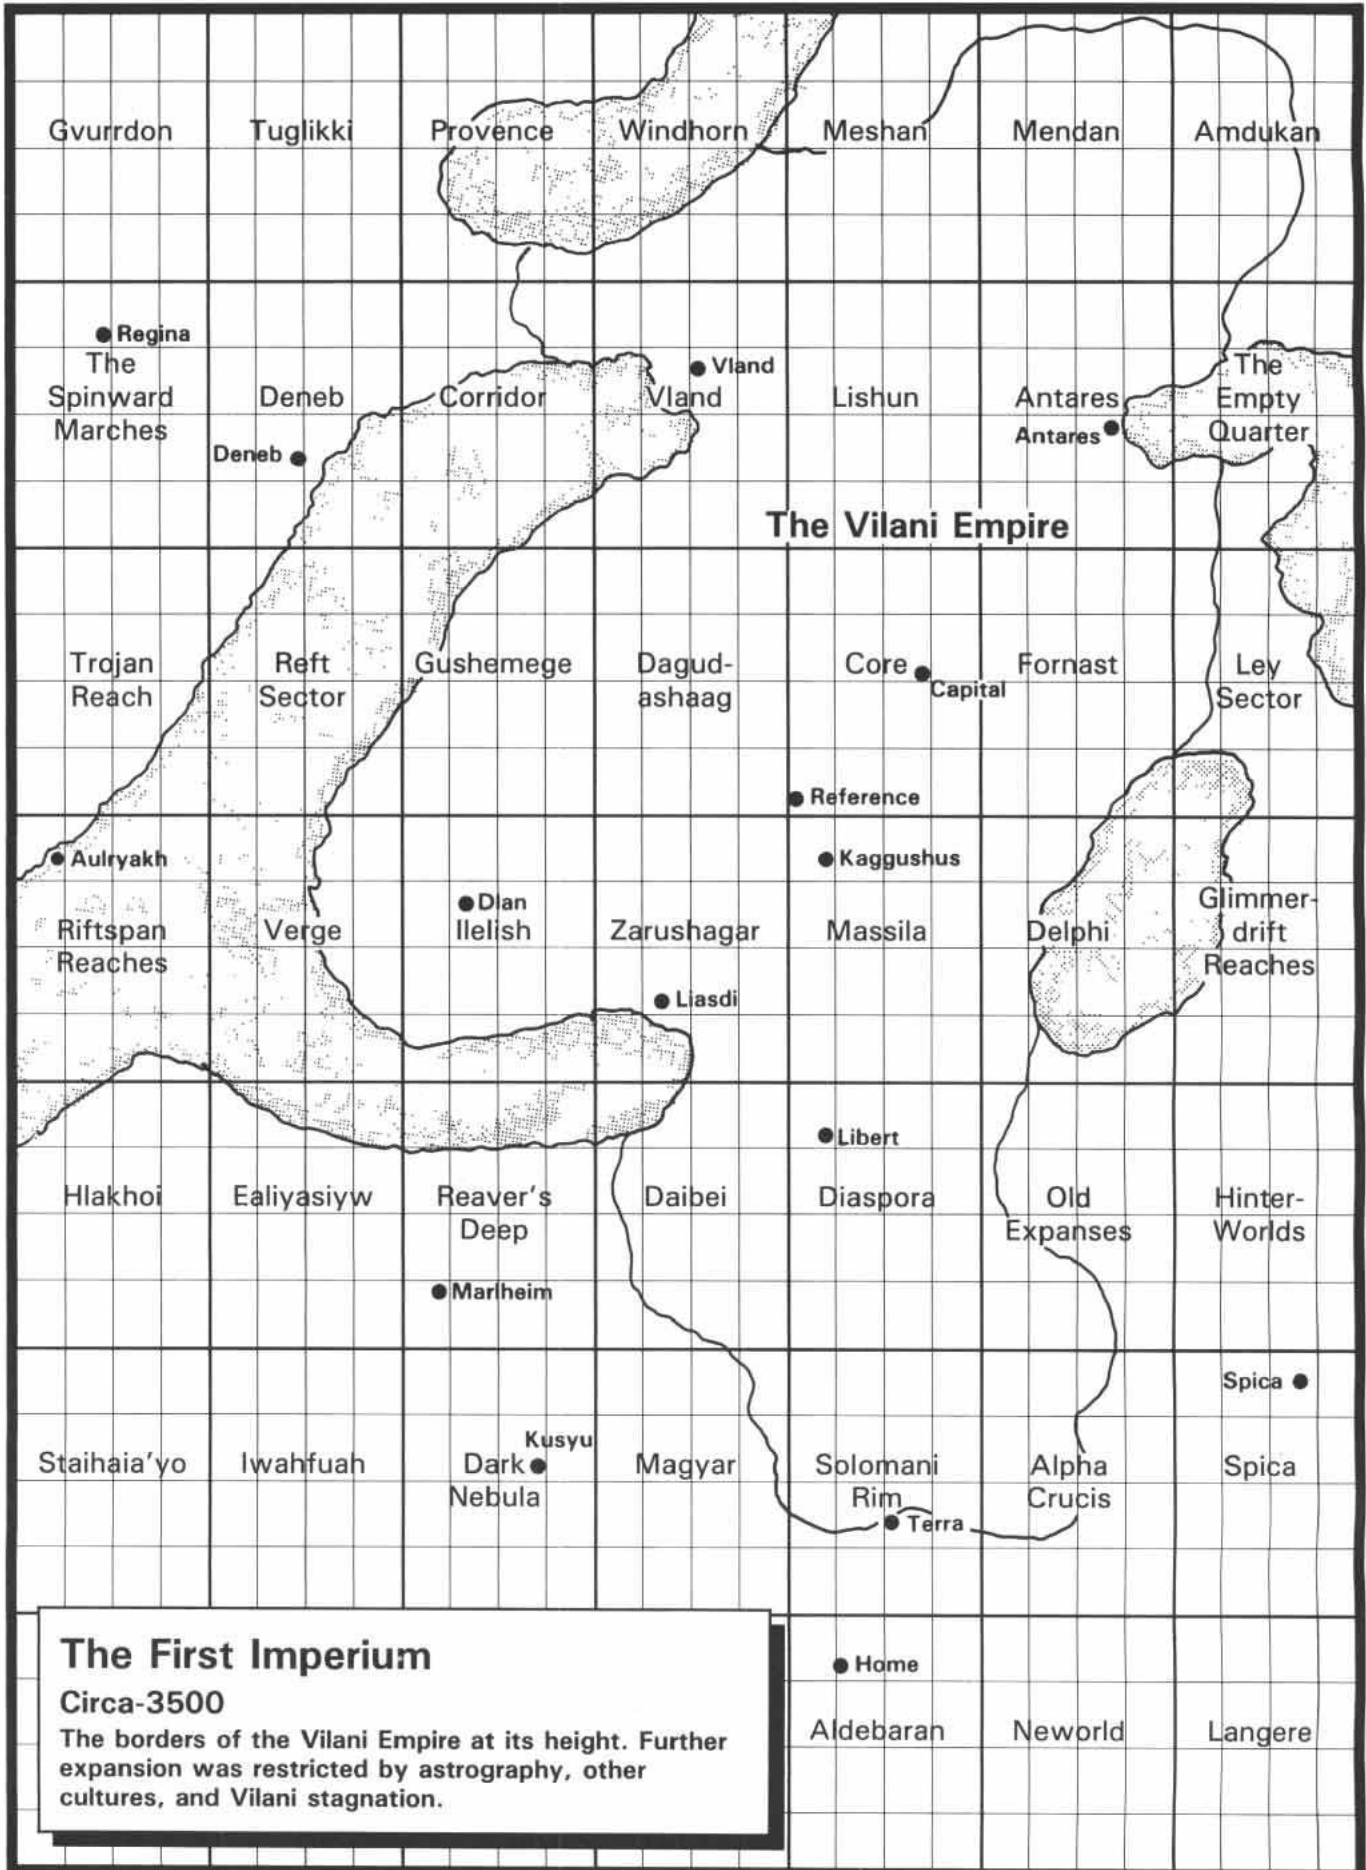 Gvurrdon
Tuglikki
Provence
Windhorn
Meshan
Mendan
Amdukan
Regina
The
Spinward
Marches
Deneb
Deneb
Corridor
Vland
Vland
Lishun
Antares
Antares
The
Empty
Quarter
The Vilani Empire
Trojan
Reach
Reft
Sector
Gushemege
Dagud-
ashaag
Core
Capital
Fornast
Ley
Sector
Reference
Aulryakh
Kaggushus
Riftspan
Reaches
Verge
Dlan
Ilelish
Zarushagar
Massila
Delphi
Glimmer-
drift
Reaches
Liasdi
Libert
Hlakhoi
Ealiyasiyw
Reaver's
Deep
Daibei
Diaspora
Old
Expanses
Hinter-
Worlds
Marlheim
Spica
Kusyu
Staihaia'yo
Iwahfuah
Dark
Nebula
Magyar
Solomani
Rim
Terra
Alpha
Crucis
Spica
Home
Aldebaran
Neworld
Langere
The First Imperium
Circa-3500
The borders of the Vilani Empire at its height. Further
expansion was restricted by astrography, other
cultures, and Vilani stagnation.